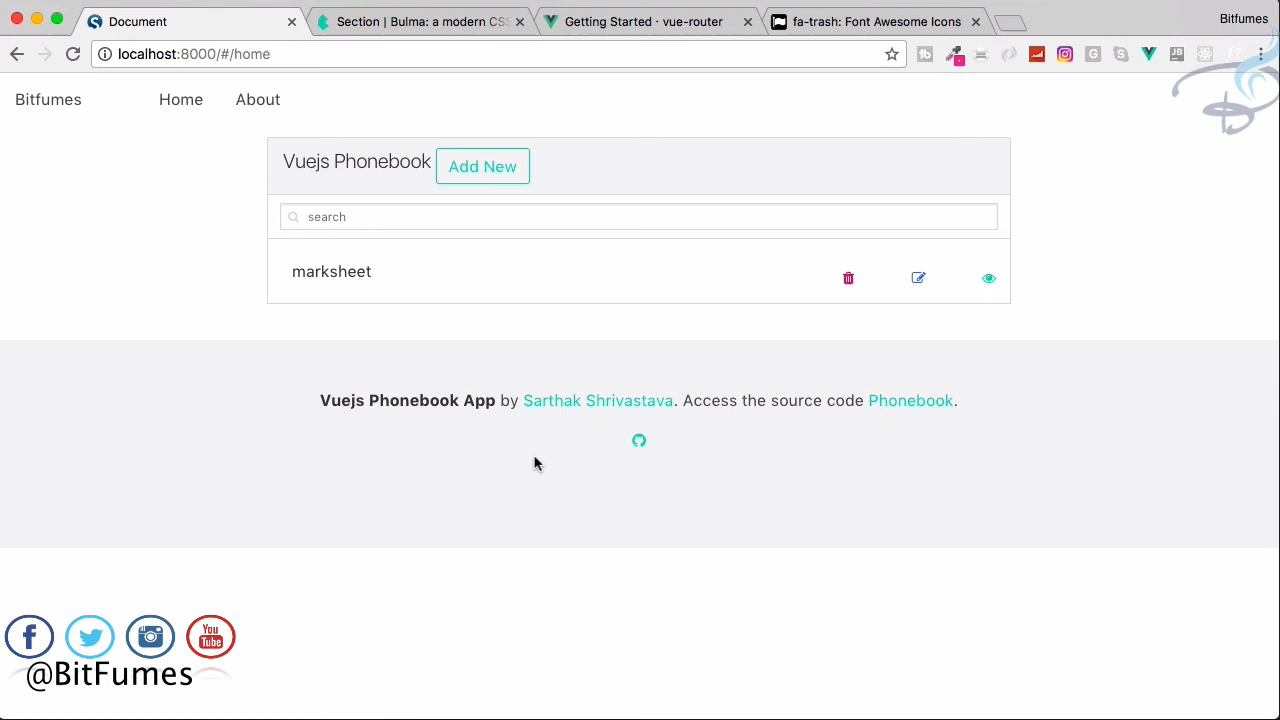 Document
Section | Bulma: a modern CSS
Getting Started · vue-router
fa-trash: Font Awesome Icons
Bitfumes
localhost:8000/#/home
Bitfumes
Home
About
Vuejs Phonebook
Add New
search
marksheet
Vuejs Phonebook App by Sarthak Shrivastava. Access the source code Phonebook.
You
Tube
@BitFumes